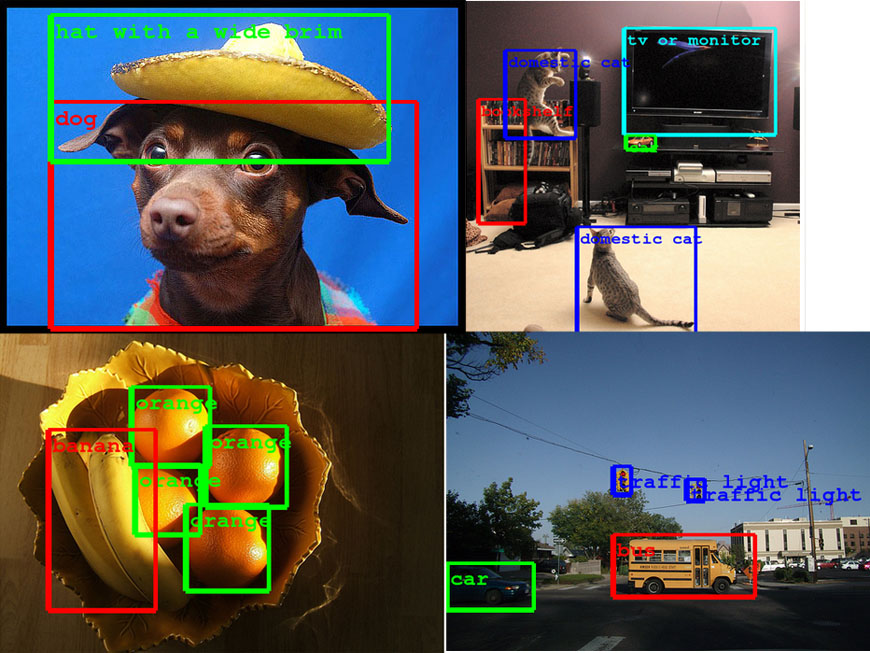 hat with a wide brim
dog
domestic cat
tv or monitor
bookshelf
car
domestic cat
orange
orange
banana
orange
orange
traffic light
traffic light
bus
car